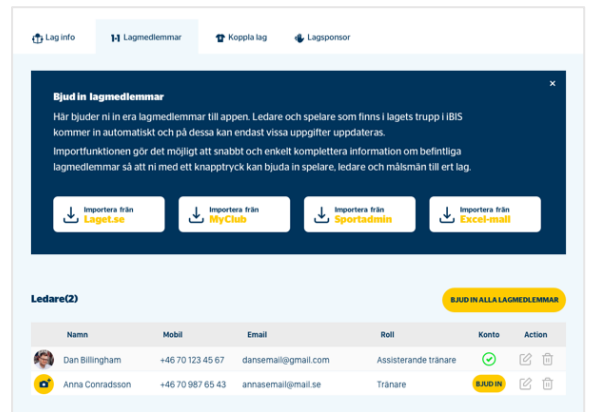 Lag info Lagmedlemmar Koppla lag Lagsponsor
Bjud in lagmedlemmar
Här bjuder ni in era lagmedlemmar till appen. Ledare och spelare som finns i lagets trupp i iBIS
kommer in automatiskt och på dessa kan endast vissa uppgifter uppdateras.
Importfunktionen gör det möjligt att snabbt och enkelt komplettera information om befintliga
lagmedlemmar så att ni med ett knapptryck kan bjuda in spelare, ledare och målsmän till ert lag.
Importera från Importera från Importera från Importera från
Laget.se MyClub Sportadmin Excel-mall
Ledare(2) BJUD IN ALLA LAGMEDLEMMAR
Namn Mobil Email Roll Konto Action
Dan Billingham +46 70 123 45 67 dansemail@gmail.com Assisterande tränare
Anna Conradsson +46 70 987 65 43 annasemail@mail.se Tränare BJUD IN